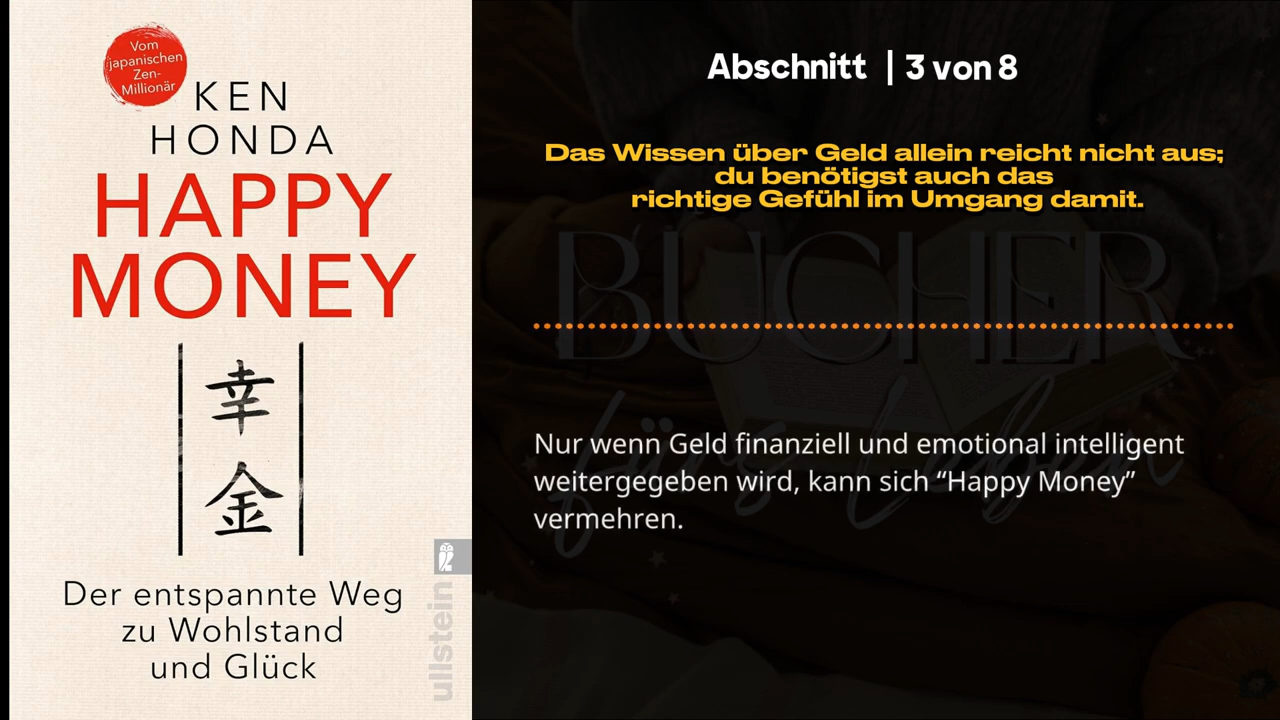 Vom
japanischen
Zen-
Millionär
KEN
HONDA
HAPPY
MONEY
幸
金
Der entspannte Weg
zu Wohlstand
und Glück
ullstein
Abschnitt | 3 von 8
Das Wissen über Geld allein reicht nicht aus;
du benötigst auch das
richtige Gefühl im Umgang damit.
BÜCHER
fürs Leben
Nur wenn Geld finanziell und emotional intelligent
weitergegeben wird, kann sich “Happy Money”
vermehren.